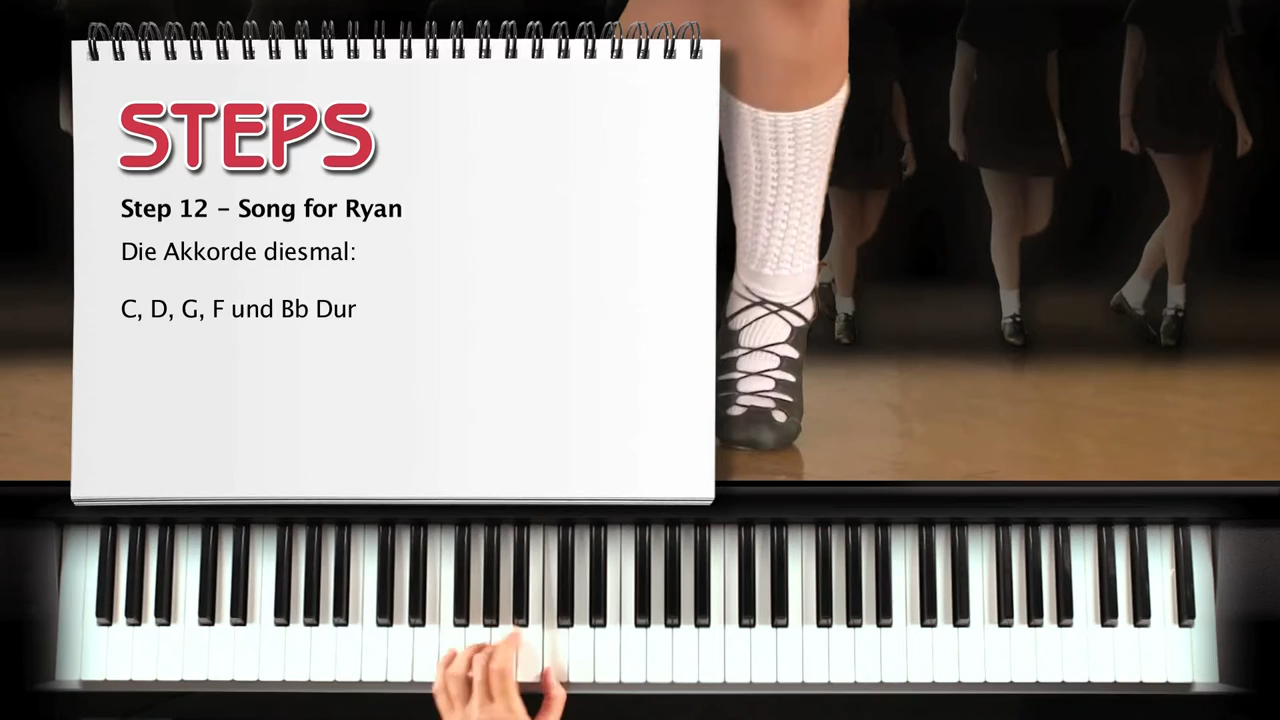 STEPS
Step 12 – Song for Ryan
Die Akkorde diesmal:
C, D, G, F und Bb Dur